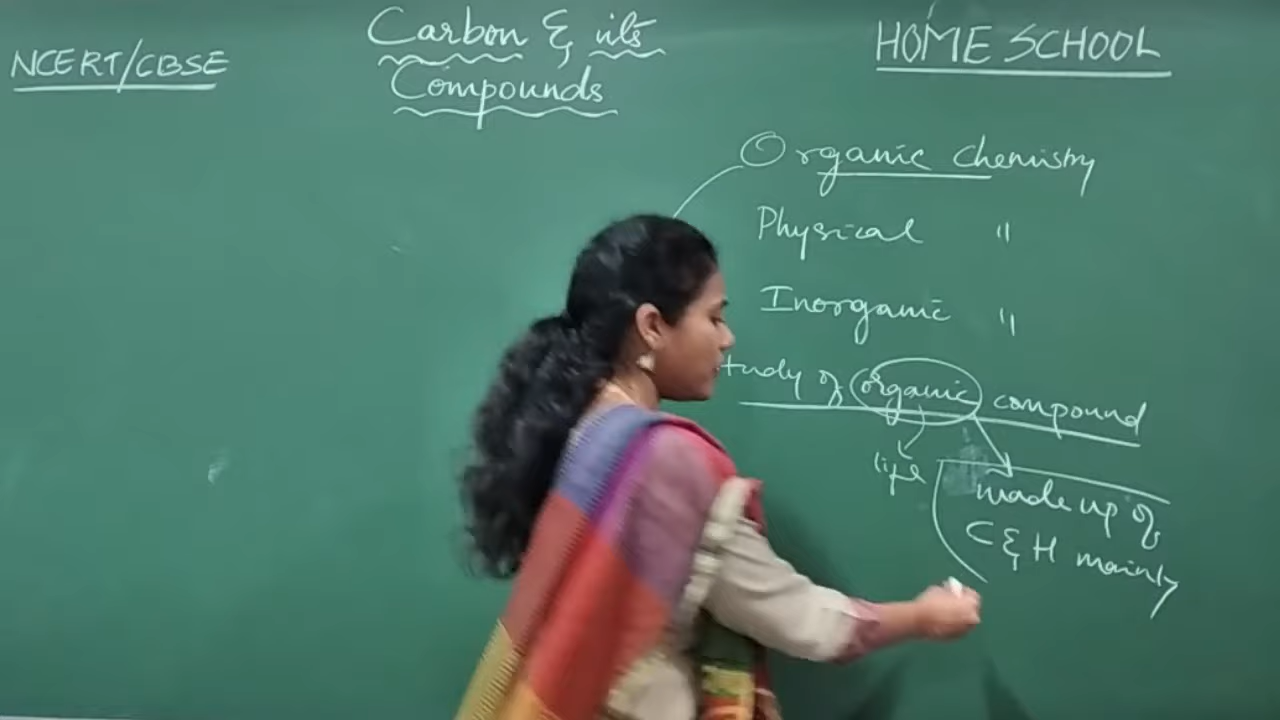 NCERT/CBSE
Carbon & its
Compounds
HOME SCHOOL
Organic chemistry
Physical "
Inorganic "
tudy of organic compound
life
made up of
C & H mainly